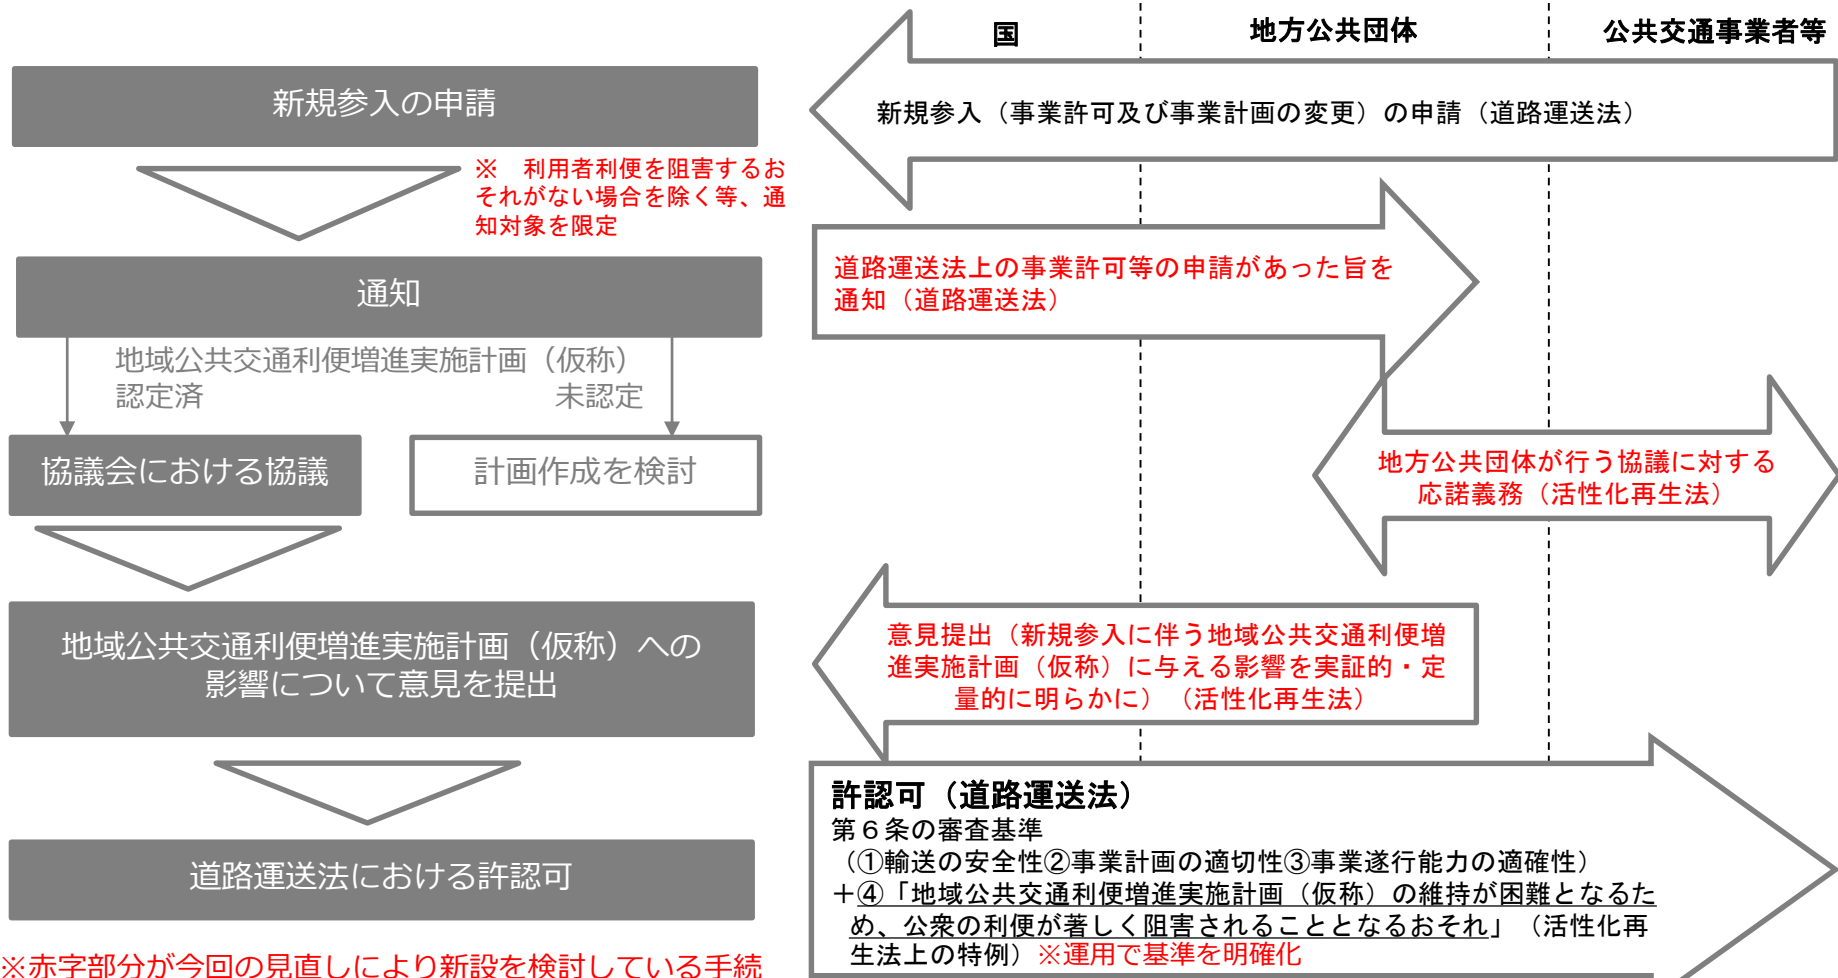 国
地方公共団体
公共交通事業者等
新規参入の申請
新規参入（事業許可及び事業計画の変更）の申請（道路運送法）
※　利用者利便を阻害するお
それがない場合を除く等、通
知対象を限定
通知
道路運送法上の事業許可等の申請があった旨を
通知（道路運送法）
地域公共交通利便増進実施計画（仮称）
認定済
未認定
協議会における協議
計画作成を検討
地方公共団体が行う協議に対する
応諾義務（活性化再生法）
地域公共交通利便増進実施計画（仮称）への
影響について意見を提出
意見提出（新規参入に伴う地域公共交通利便増
進実施計画（仮称）に与える影響を実証的・定
量的に明らかに）（活性化再生法）
道路運送法における許認可
許認可（道路運送法）
第６条の審査基準
（①輸送の安全性②事業計画の適切性③事業遂行能力の適確性）
＋④「地域公共交通利便増進実施計画（仮称）の維持が困難となるた
め、公衆の利便が著しく阻害されることとなるおそれ」（活性化再
生法上の特例）※運用で基準を明確化
※赤字部分が今回の見直しにより新設を検討している手続